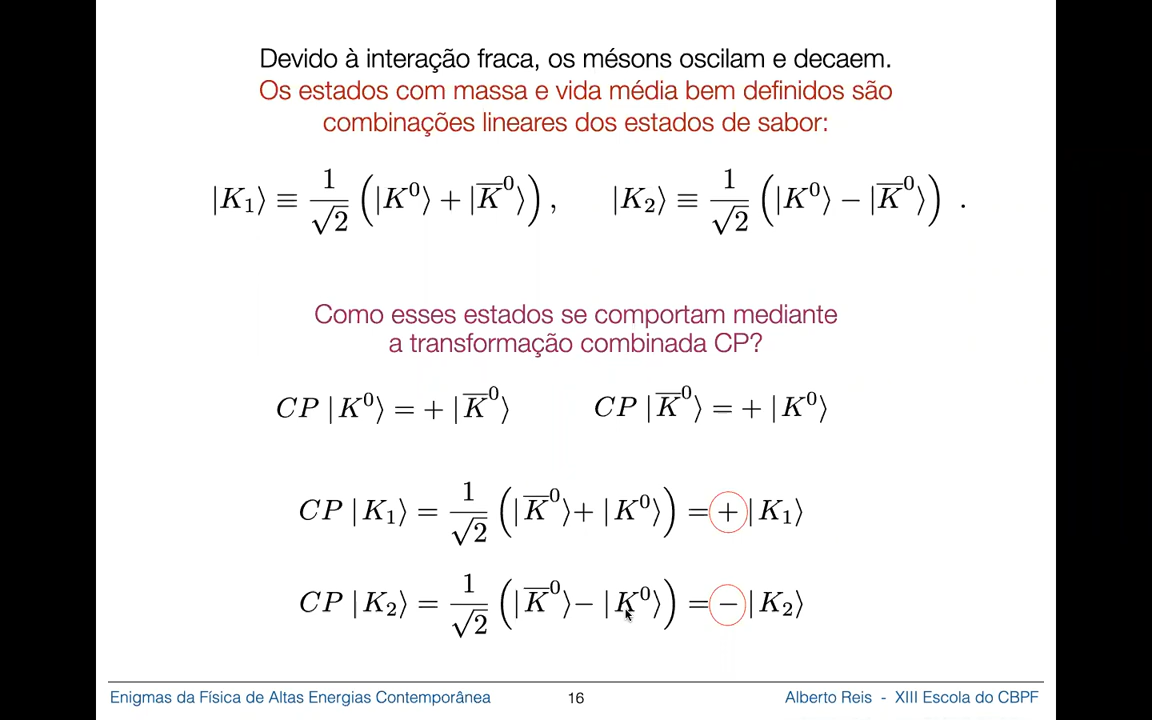 Devido à interação fraca, os mésons oscilam e decaem.
Os estados com massa e vida média bem definidos são
combinações lineares dos estados de sabor:
|K₁⟩ ≡ 1/√2 (|K⁰⟩ + |K̅⁰⟩), |K₂⟩ ≡ 1/√2 (|K⁰⟩ − |K̅⁰⟩) .
Como esses estados se comportam mediante
a transformação combinada CP?
CP |K⁰⟩ = + |K̅⁰⟩ CP |K̅⁰⟩ = + |K⁰⟩
CP |K₁⟩ = 1/√2 (|K̅⁰⟩ + |K⁰⟩) = + |K₁⟩
CP |K₂⟩ = 1/√2 (|K̅⁰⟩ − |K⁰⟩) = − |K₂⟩
Enigmas da Física de Altas Energias Contemporânea 16 Alberto Reis - XIII Escola do CBPF